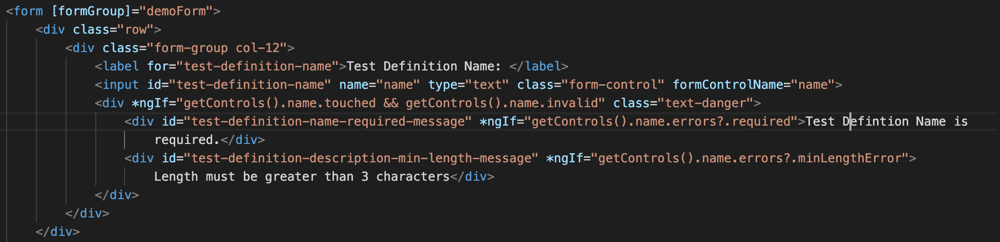 <form [formGroup]="demoForm">
<div class="row">
<div class="form-group col-12">
<label for="test-definition-name">Test Definition Name: </label>
<input id="test-definition-name" name="name" type="text" class="form-control" formControlName="name">
<div *ngIf="getControls().name.touched && getControls().name.invalid" class="text-danger">
<div id="test-definition-name-required-message" *ngIf="getControls().name.errors?.required">Test Defintion Name is
required.</div>
<div id="test-definition-description-min-length-message" *ngIf="getControls().name.errors?.minLengthError">
Length must be greater than 3 characters</div>
</div>
</div>
</div>